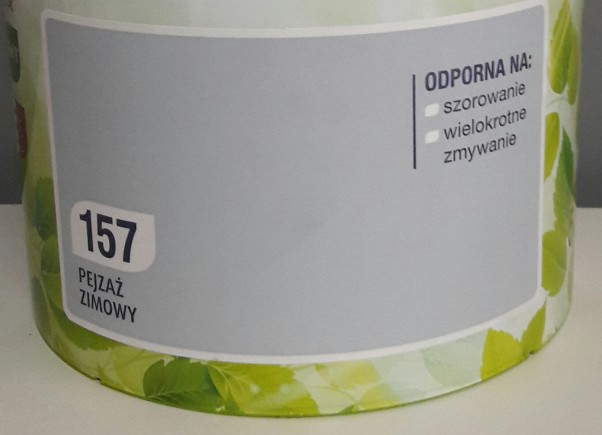 ODPORNA NA:
szorowanie
wielokrotne
zmywanie
157
PEJZAŻ
ZIMOWY